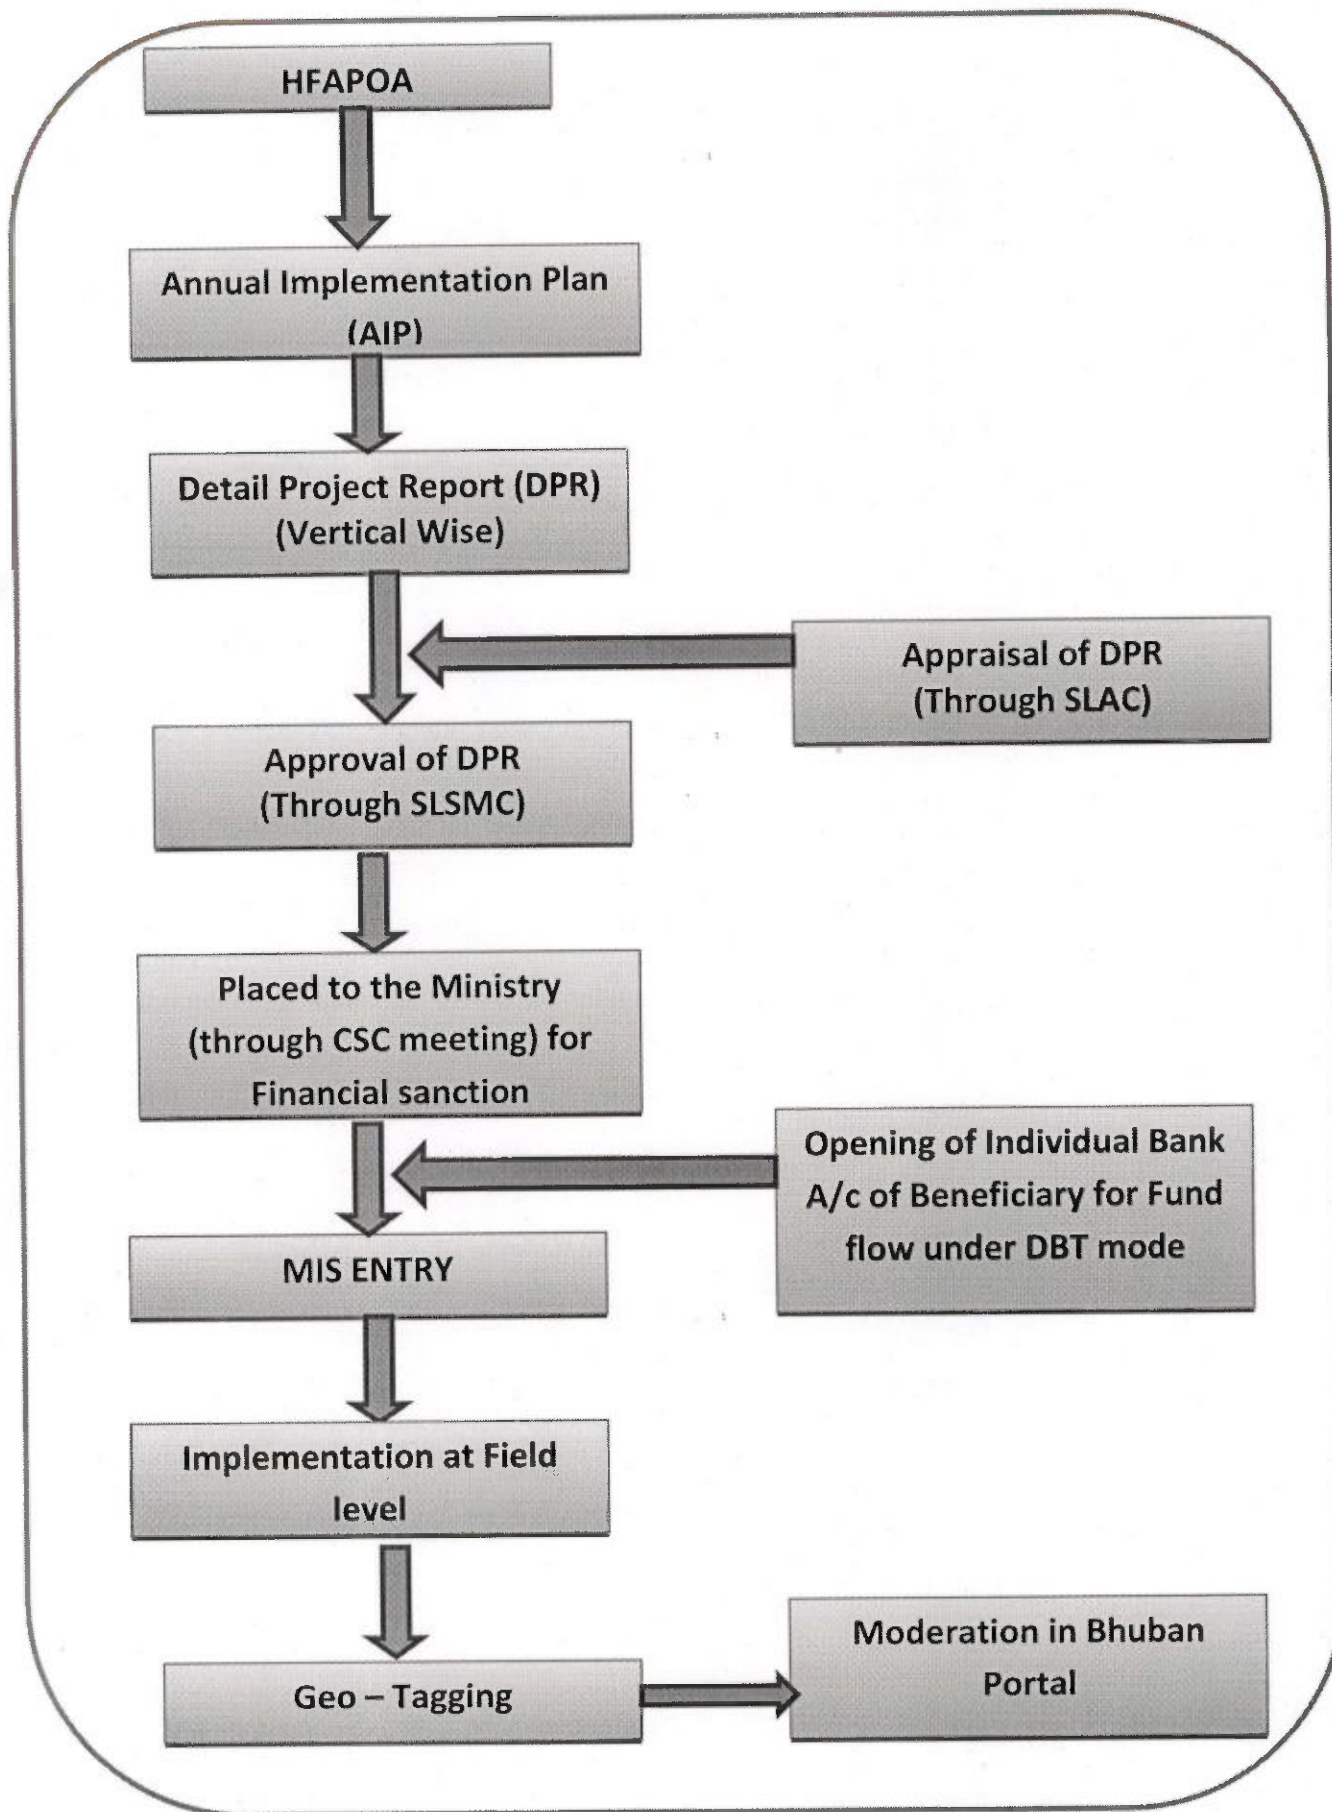 HFAPOA
Annual Implementation Plan
(AIP)
Detail Project Report (DPR)
(Vertical Wise)
Appraisal of DPR
(Through SLAC)
Approval of DPR
(Through SLSMC)
Placed to the Ministry
(through CSC meeting) for
Financial sanction
Opening of Individual Bank
A/c of Beneficiary for Fund
flow under DBT mode
MIS ENTRY
Implementation at Field
level
Geo – Tagging
Moderation in Bhuban
Portal